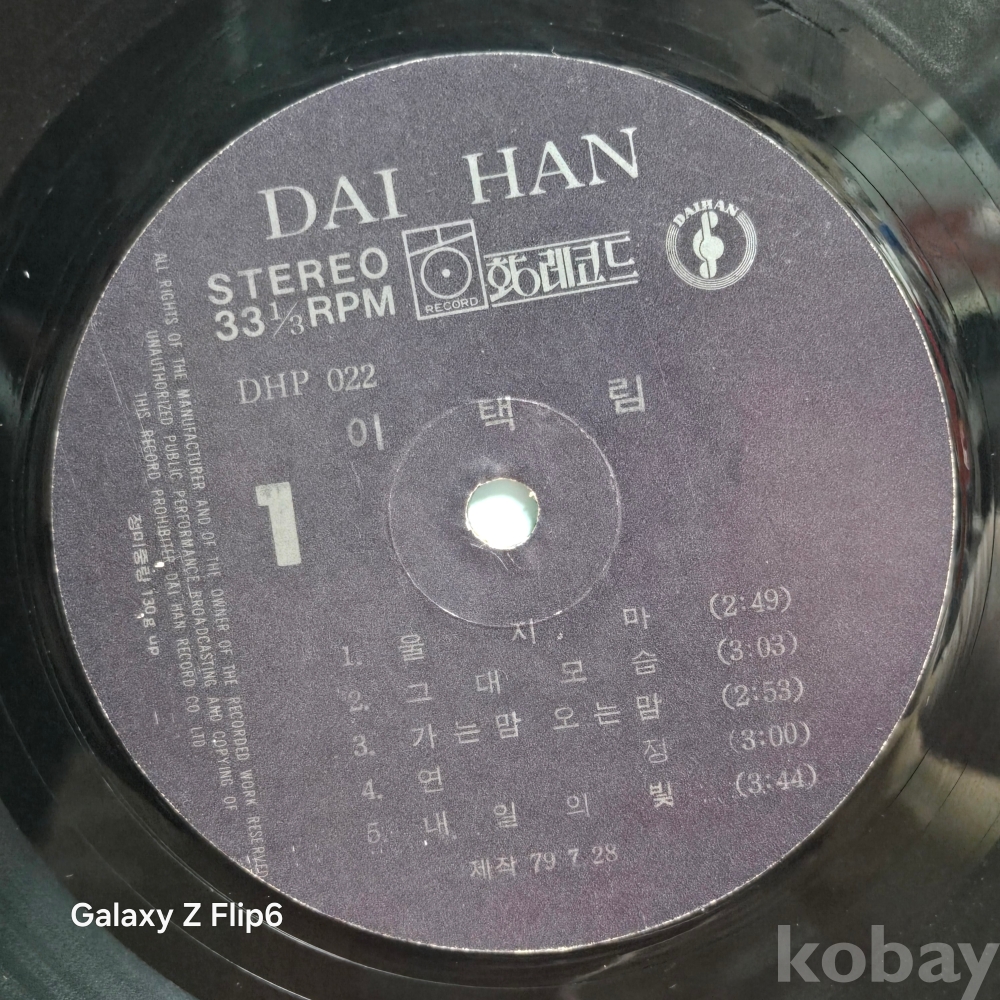 DAI HAN
STEREO
33 1/3 RPM
RECORD
레코드
DAIHAN
DHP 022
이택림
1
1. 울지마 (2:49)
2. 그대모습 (3:03)
3. 가는맘 오는맘 (2:53)
4. 연정 (3:00)
5. 내일의 빛 (3:44)
제작 79 7 28
ALL RIGHTS OF THE MANUFACTURER AND OF THE OWNER OF THE RECORDED WORK RESERVED
UNAUTHORIZED PUBLIC PERFORMANCE BROADCASTING AND COPYING OF
THIS RECORD PROHIBITED DAI HAN RECORD CO LTD
130g up
Galaxy Z Flip6
kobay